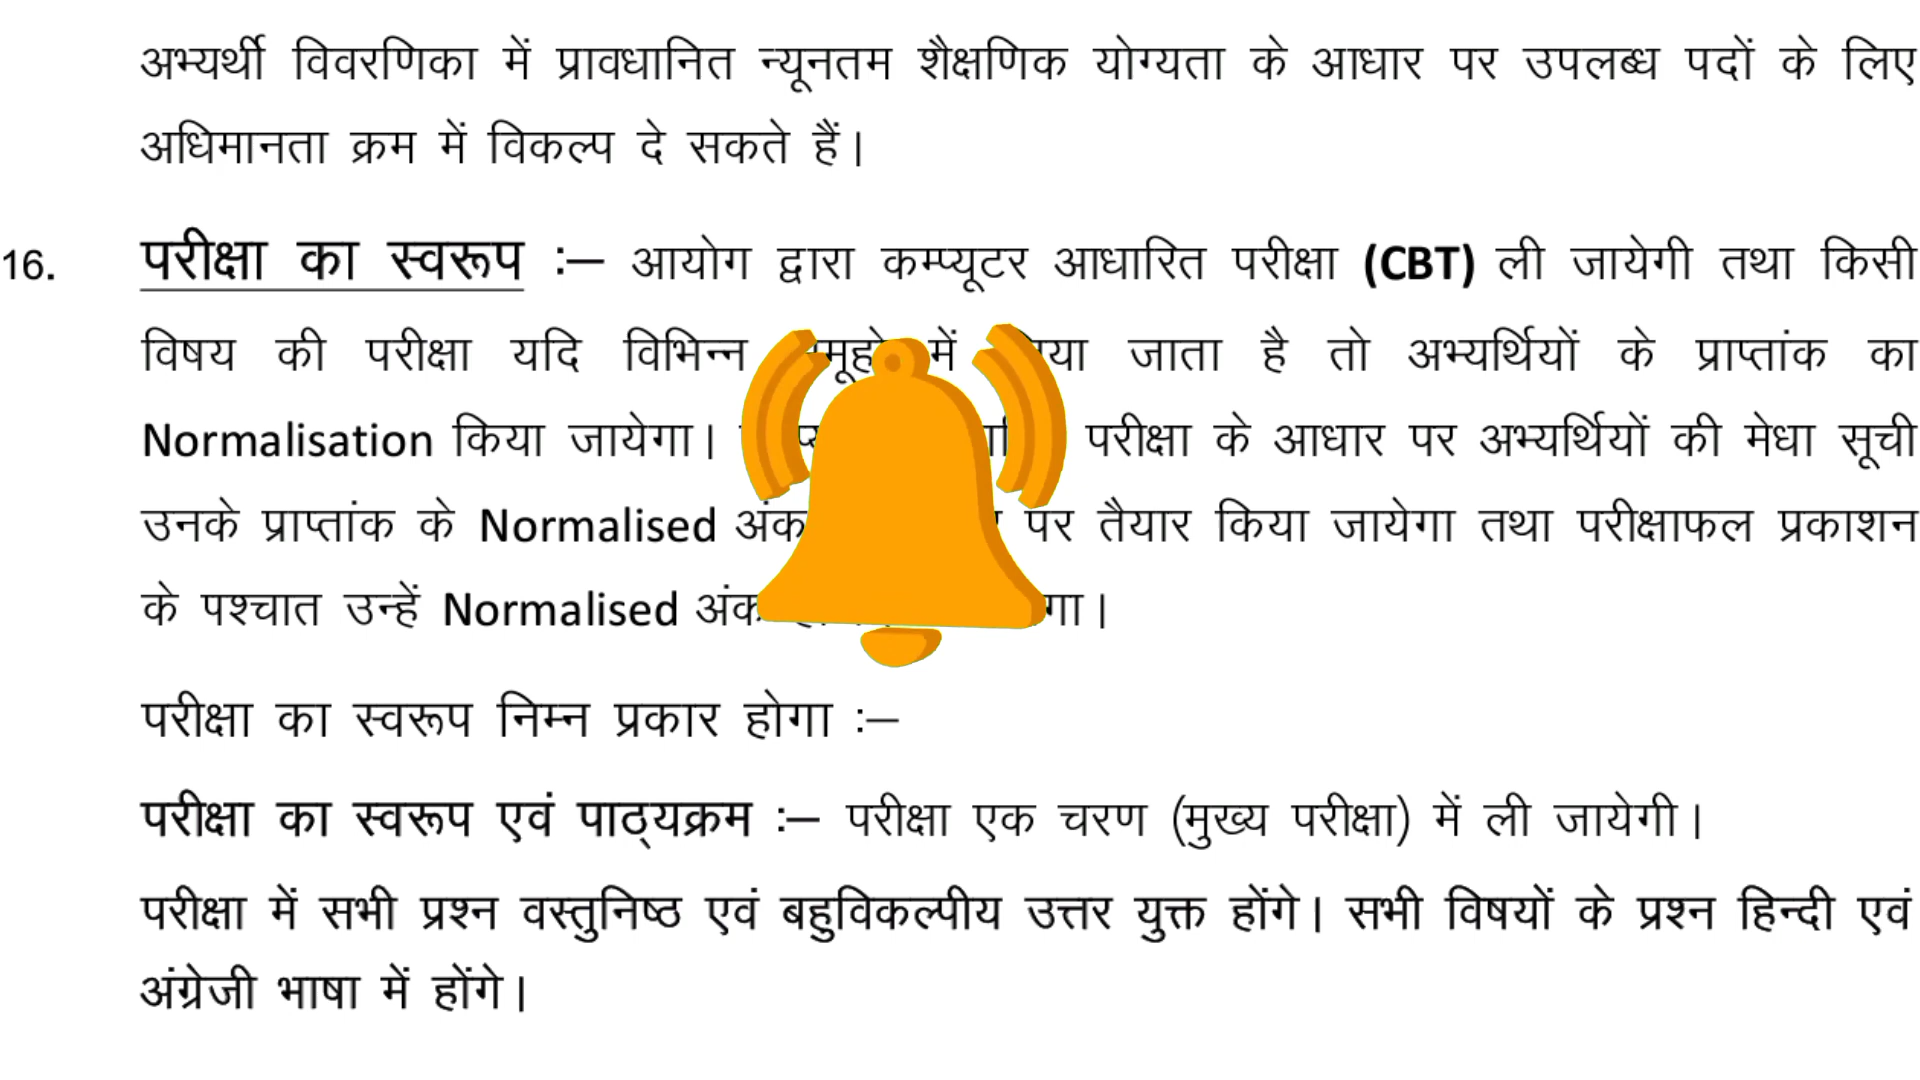 अभ्यर्थी विवरणिका में प्रावधानित न्यूनतम शैक्षणिक योग्यता के आधार पर उपलब्ध पदों के लिए
अधिमानता क्रम में विकल्प दे सकते हैं।
16. परीक्षा का स्वरूप :– आयोग द्वारा कम्प्यूटर आधारित परीक्षा (CBT) ली जायेगी तथा किसी
विषय की परीक्षा यदि विभिन्न में जाता है तो अभ्यर्थियों के प्राप्तांक का
Normalisation किया जायेगा। परीक्षा के आधार पर अभ्यर्थियों की मेधा सूची
उनके प्राप्तांक के Normalised पर तैयार किया जायेगा तथा परीक्षाफल प्रकाशन
के पश्चात उन्हें Normalised
परीक्षा का स्वरूप निम्न प्रकार होगा :–
परीक्षा का स्वरूप एवं पाठ्यक्रम :– परीक्षा एक चरण (मुख्य परीक्षा) में ली जायेगी।
परीक्षा में सभी प्रश्न वस्तुनिष्ठ एवं बहुविकल्पीय उत्तर युक्त होंगे। सभी विषयों के प्रश्न हिन्दी एवं
अंग्रेजी भाषा में होंगे।